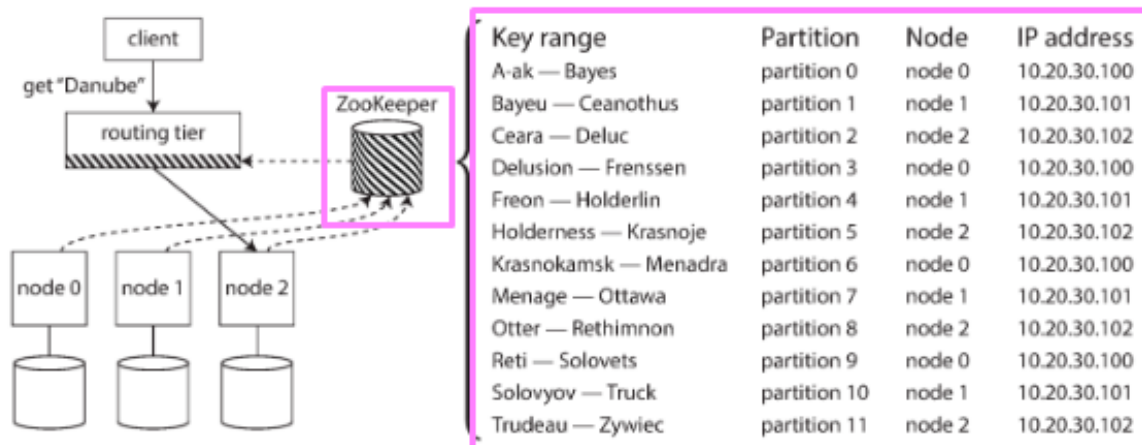 client
get "Danube"
routing tier
ZooKeeper
node 0 node 1 node 2
Key range Partition Node IP address
A-ak — Bayes partition 0 node 0 10.20.30.100
Bayeu — Ceanothus partition 1 node 1 10.20.30.101
Ceara — Deluc partition 2 node 2 10.20.30.102
Delusion — Frenssen partition 3 node 0 10.20.30.100
Freon — Holderlin partition 4 node 1 10.20.30.101
Holderness — Krasnoje partition 5 node 2 10.20.30.102
Krasnokamsk — Menadra partition 6 node 0 10.20.30.100
Menage — Ottawa partition 7 node 1 10.20.30.101
Otter — Rethimnon partition 8 node 2 10.20.30.102
Reti — Solovets partition 9 node 0 10.20.30.100
Solovyov — Truck partition 10 node 1 10.20.30.101
Trudeau — Zywiec partition 11 node 2 10.20.30.102